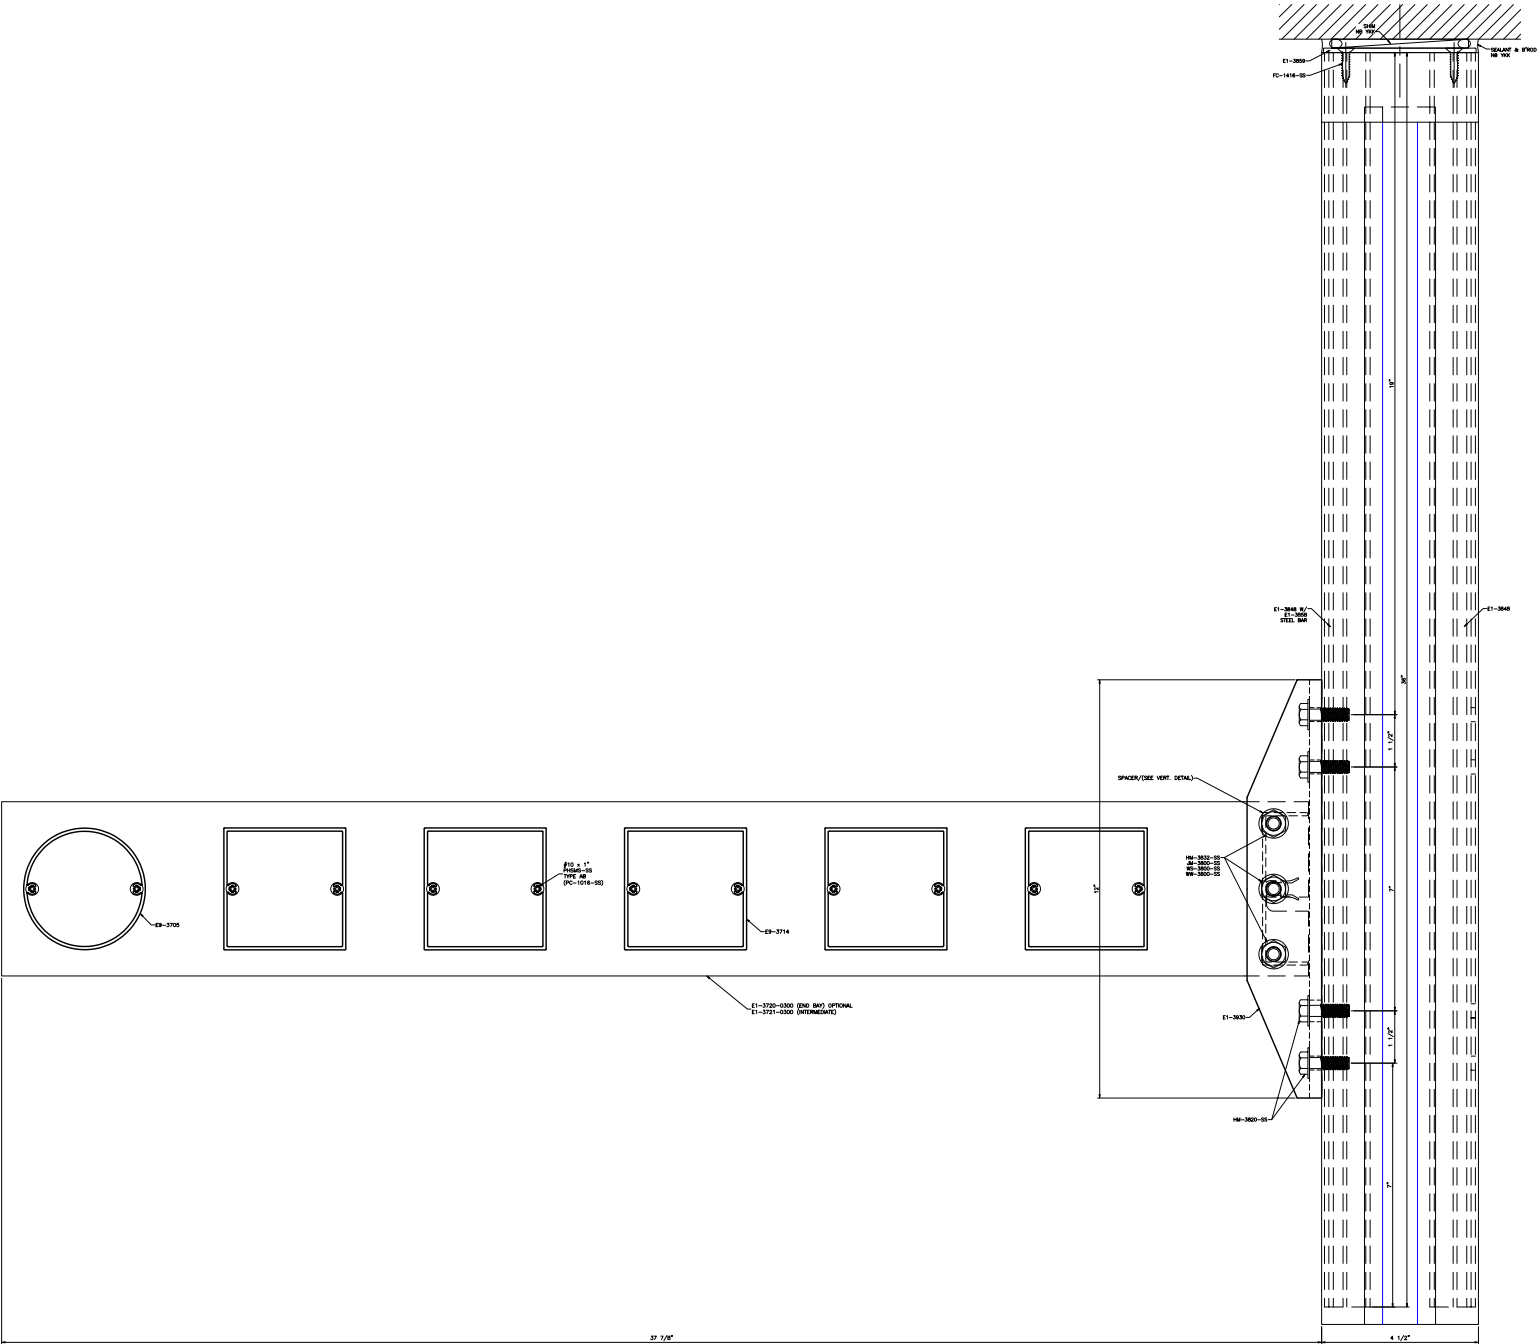 SHIM
NB YKK
SEALANT & B'ROD
NB YKK
E1-3859
FC-1416-SS
19"
E1-3848 W/
E1-3858
STEEL BAR
E1-3848
36"
1 1/2"
SPACER/(SEE VERT. DETAIL)
#10 x 1"
PHSMS-SS
TYPE AB
(PC-1016-SS)
HM-3832-SS
JM-3800-SS
WS-3800-SS
WW-3800-SS
12"
7"
E9-3705
E9-3714
E1-3720-0300 (END BAY) OPTIONAL
E1-3721-0300 (INTERMEDIATE)
E1-3930
1 1/2"
HM-3820-SS
7"
37 7/8"
4 1/2"